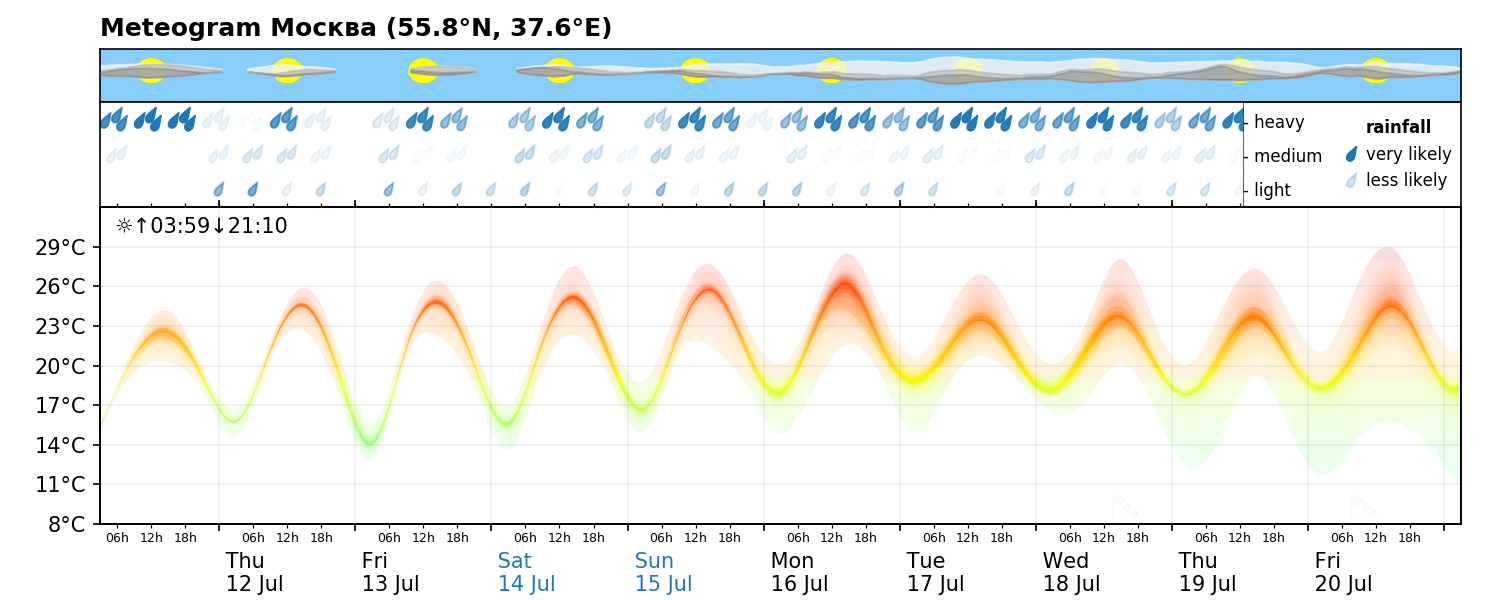 Meteogram Москва (55.8°N, 37.6°E)
- heavy
- medium
- light
rainfall
very likely
less likely
☼↑03:59↓21:10
29°C
26°C
23°C
20°C
17°C
14°C
11°C
8°C
06h 12h 18h 06h 12h 18h 06h 12h 18h 06h 12h 18h 06h 12h 18h 06h 12h 18h 06h 12h 18h 06h 12h 18h 06h 12h 18h 06h 12h 18h
Thu Fri Sat Sun Mon Tue Wed Thu Fri
12 Jul 13 Jul 14 Jul 15 Jul 16 Jul 17 Jul 18 Jul 19 Jul 20 Jul